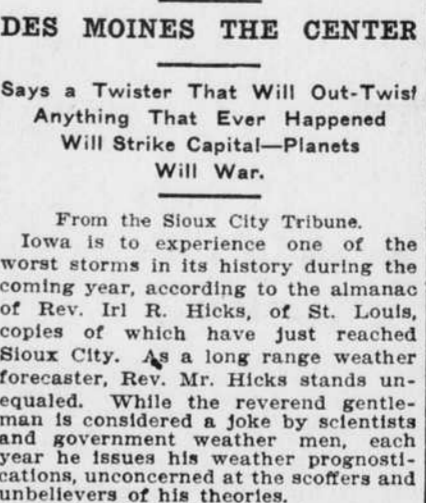 DES MOINES THE CENTER
Says a Twister That Will Out-Twist
Anything That Ever Happened
Will Strike Capital—Planets
Will War.
From the Sioux City Tribune.
Iowa is to experience one of the
worst storms in its history during the
coming year, according to the almanac
of Rev. Irl R. Hicks, of St. Louis,
copies of which have just reached
Sioux City. As a long range weather
forecaster, Rev. Mr. Hicks stands un-
equaled. While the reverend gentle-
man is considered a joke by scientists
and government weather men, each
year he issues his weather prognosti-
cations, unconcerned at the scoffers and
unbelievers of his theories.